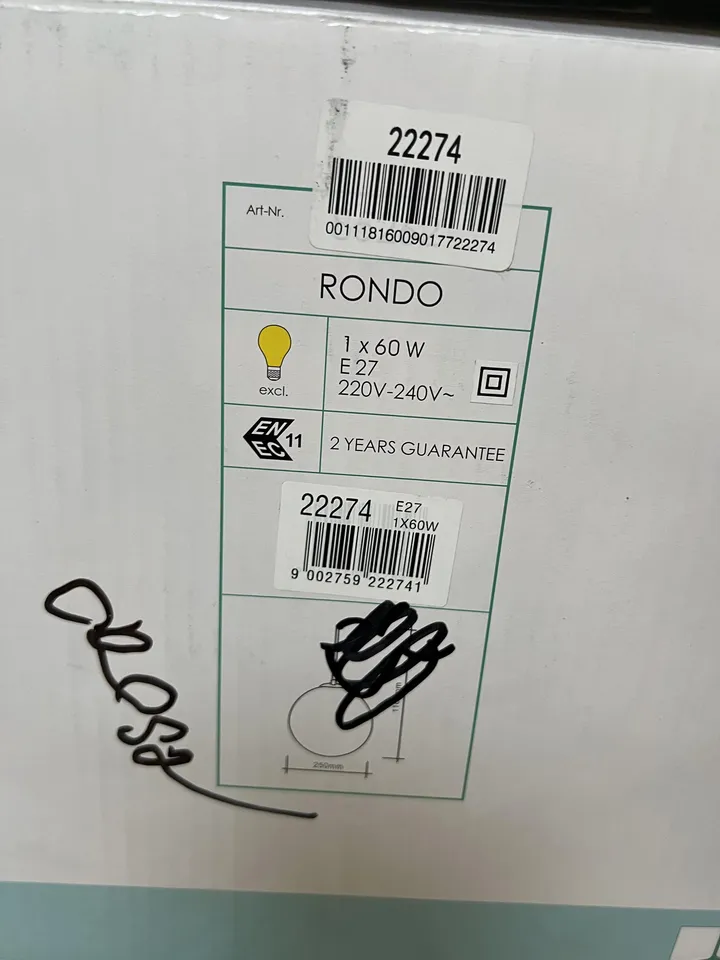 22274
Art-Nr.
00111816009017722274
RONDO
1 x 60 W
E 27
220V-240V~
excl.
EN
EC 11
2 YEARS GUARANTEE
22274 E27
1X60W
9 002759 222741
250mm